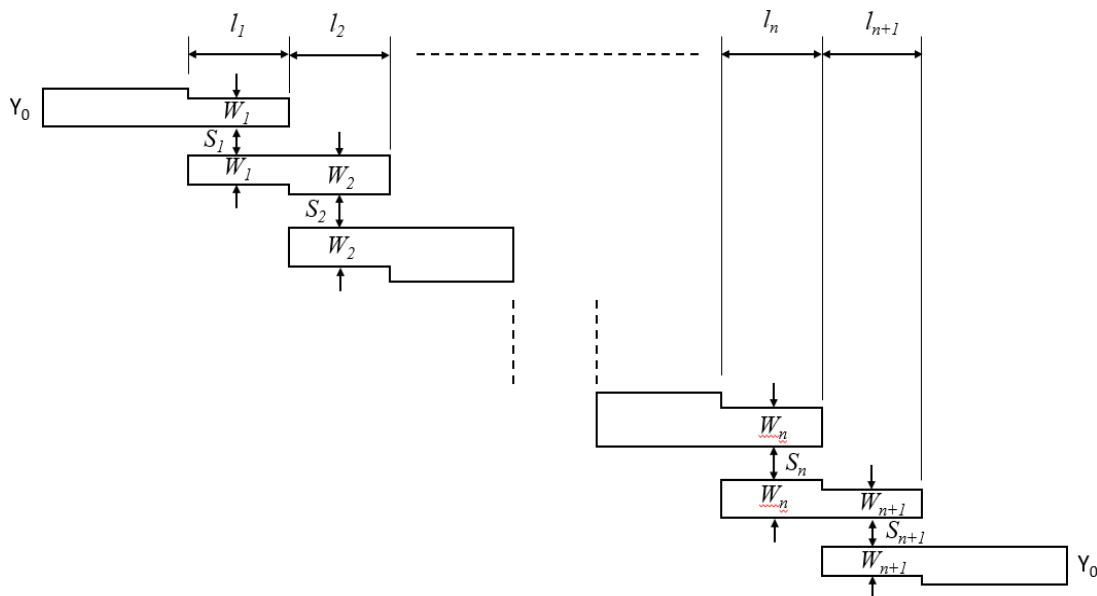 l1 l2 ln ln+1
Y0 W1
S1
W1 W2
S2
W2
Wn
Sn
Wn Wn+1
Sn+1
Wn+1 Y0